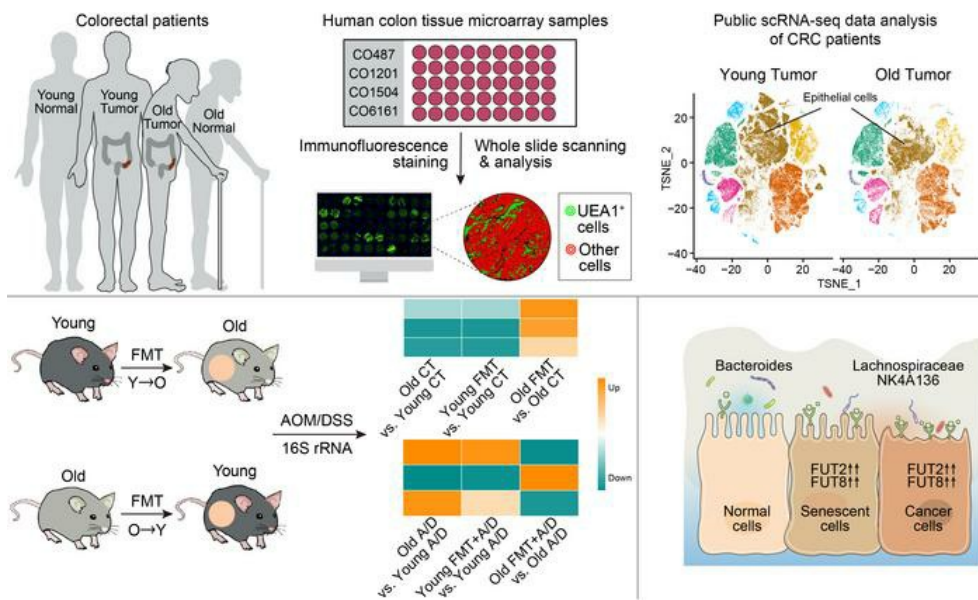 Colorectal patients
Young
Normal
Young
Tumor
Old
Tumor
Old
Normal
Human colon tissue microarray samples
CO487
CO1201
CO1504
CO6161
Immunofluorescence
staining
Whole slide scanning
& analysis
UEA1⁺
cells
Other
cells
Public scRNA-seq data analysis
of CRC patients
Young Tumor
Old Tumor
Epithelial cells
TSNE_2
20
0
−20
−40
−40
−20
0
20
−40
−20
0
20
TSNE_1
Young
FMT
Y→O
Old
Old
FMT
O→Y
Young
AOM/DSS
16S rRNA
Old CT
vs. Young CT
Young FMT
vs. Young CT
Old FMT
vs. Old CT
Up
Down
Old A/D
vs. Young A/D
Young FMT+A/D
vs. Young A/D
Old FMT+A/D
vs. Old A/D
Bacteroides
Lachnospiraceae
NK4A136
Normal
cells
FUT2↑↑
FUT8↑↑
Senescent
cells
FUT2↑↑
FUT8↑↑
Cancer
cells